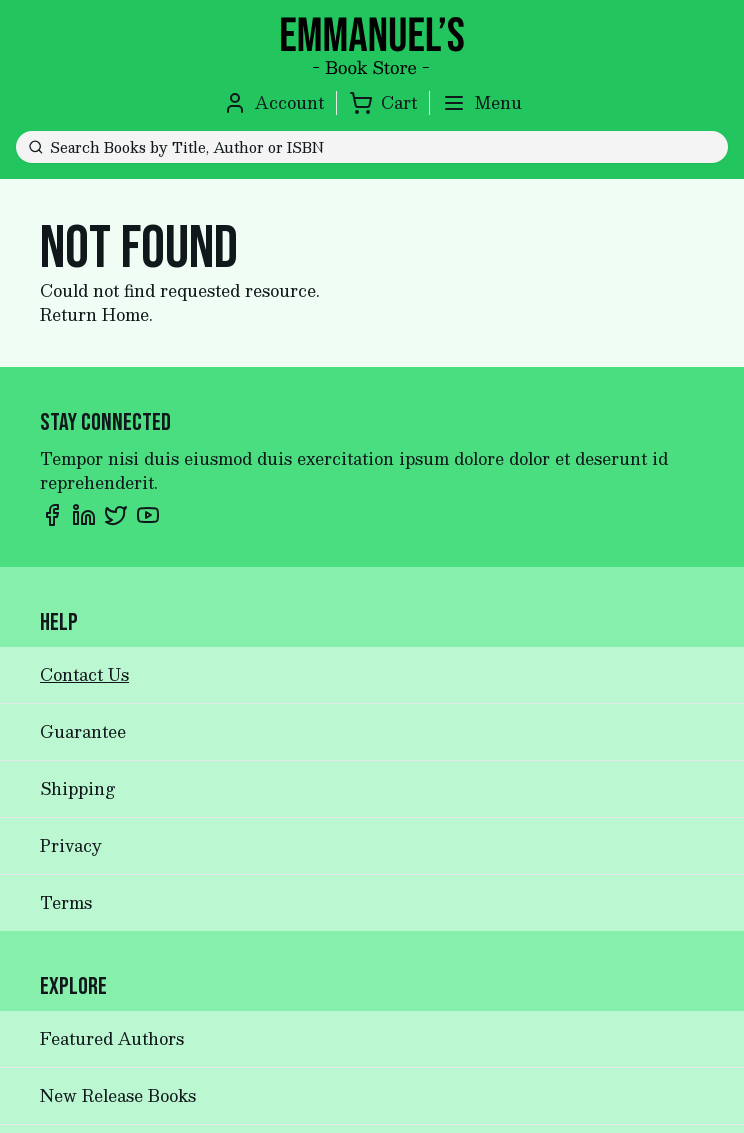 EMMANUEL’S
- Book Store -
Account
Cart
Menu
Search Books by Title, Author or ISBN
NOT FOUND
Could not find requested resource.
Return Home.
STAY CONNECTED
Tempor nisi duis eiusmod duis exercitation ipsum dolore dolor et deserunt id
reprehenderit.
HELP
Contact Us
Guarantee
Shipping
Privacy
Terms
EXPLORE
Featured Authors
New Release Books